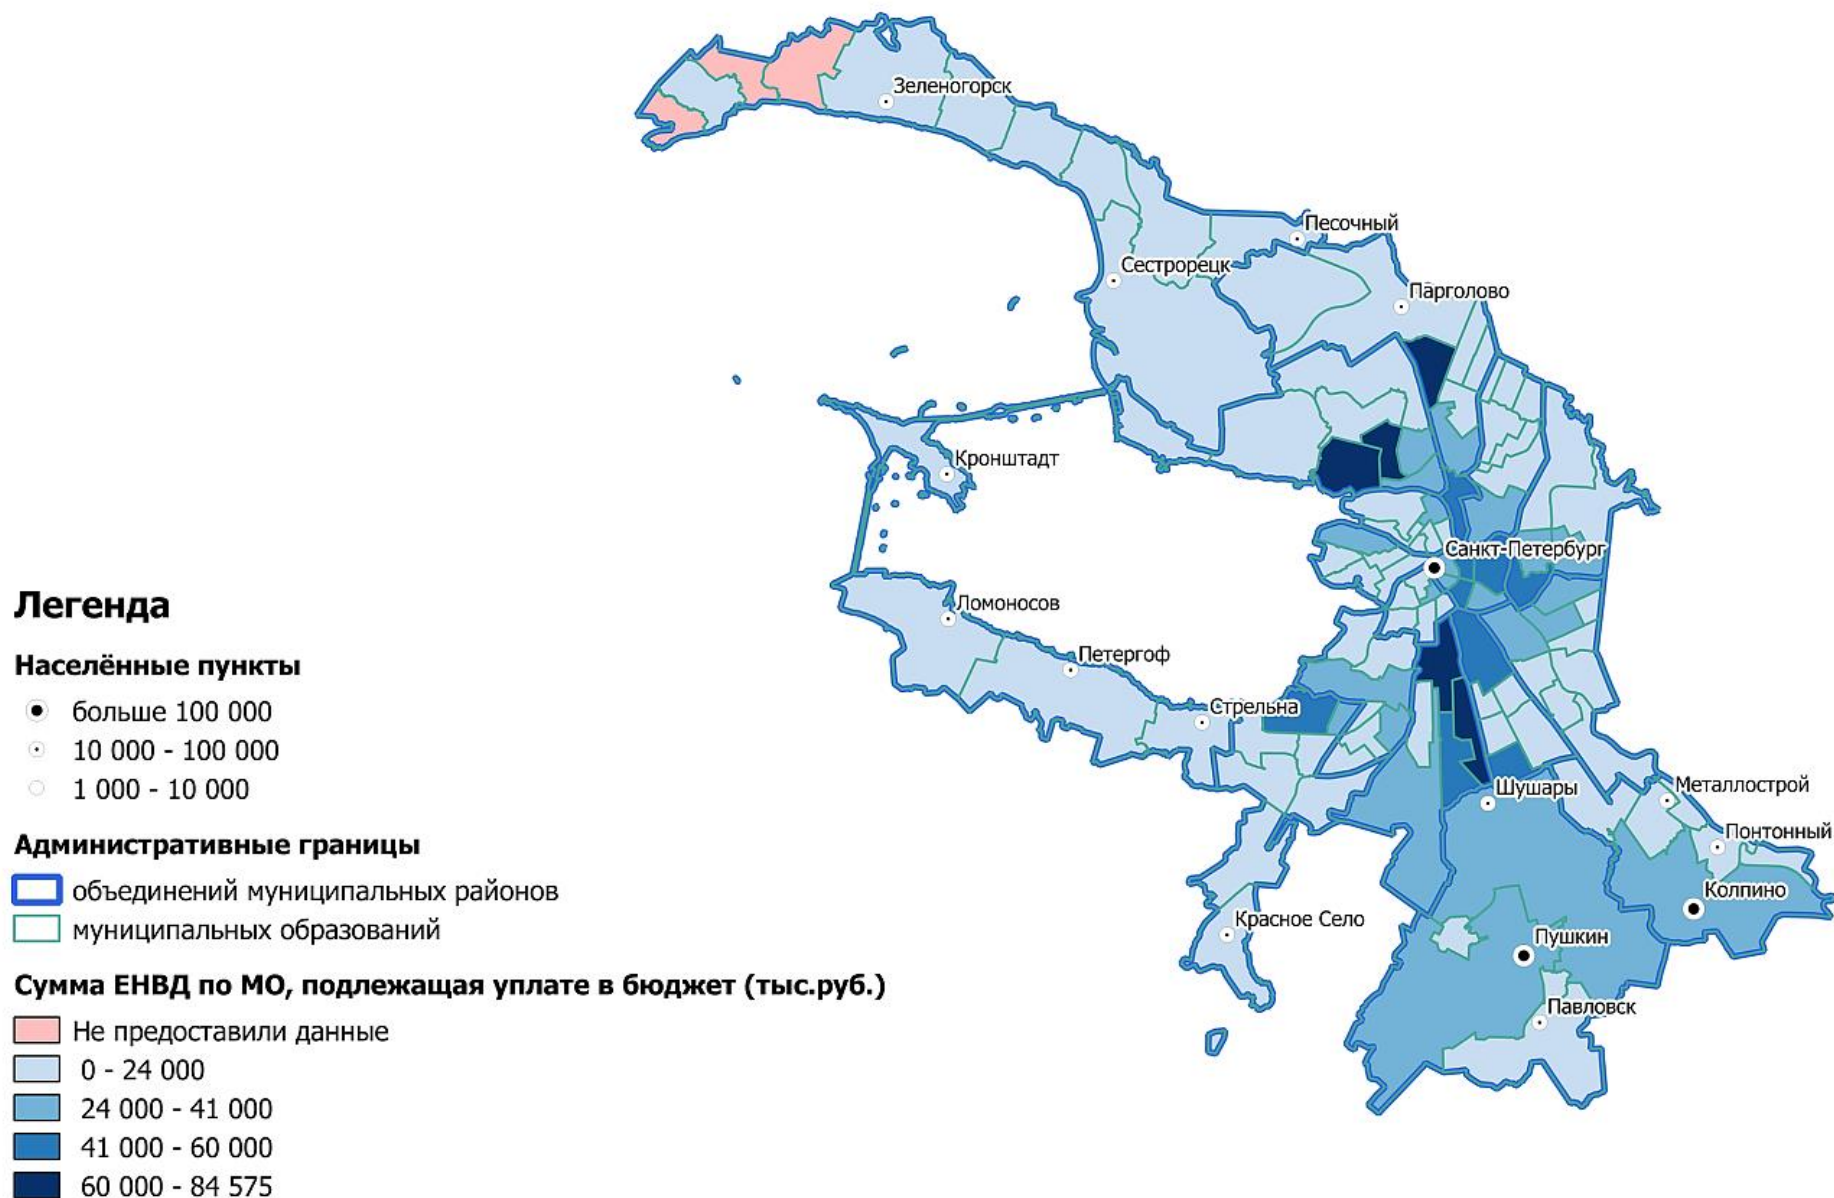 Зеленогорск
Песочный
Сестрорецк
Парголово
Кронштадт
Санкт-Петербург
Ломоносов
Петергоф
Стрельна
Шушары
Металлострой
Понтонный
Колпино
Красное Село
Пушкин
Павловск
Легенда
Населённые пункты
больше 100 000
10 000 - 100 000
1 000 - 10 000
Административные границы
объединений муниципальных районов
муниципальных образований
Сумма ЕНВД по МО, подлежащая уплате в бюджет (тыс.руб.)
Не предоставили данные
0 - 24 000
24 000 - 41 000
41 000 - 60 000
60 000 - 84 575